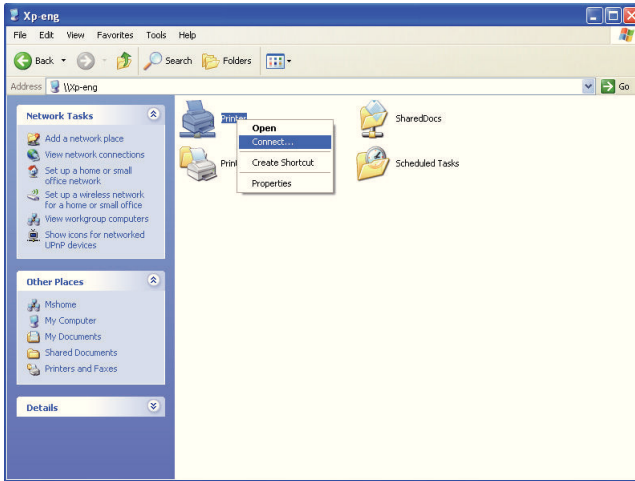 Xp-eng
File Edit View Favorites Tools Help
Back Search Folders
Address \\Xp-eng Go
Network Tasks
Add a network place
View network connections
Set up a home or small
office network
Set up a wireless network
for a home or small office
View workgroup computers
Show icons for networked
UPnP devices
Other Places
Mshome
My Computer
My Documents
Shared Documents
Printers and Faxes
Details
Printer
Open
Connect...
Create Shortcut
Properties
SharedDocs
Scheduled Tasks